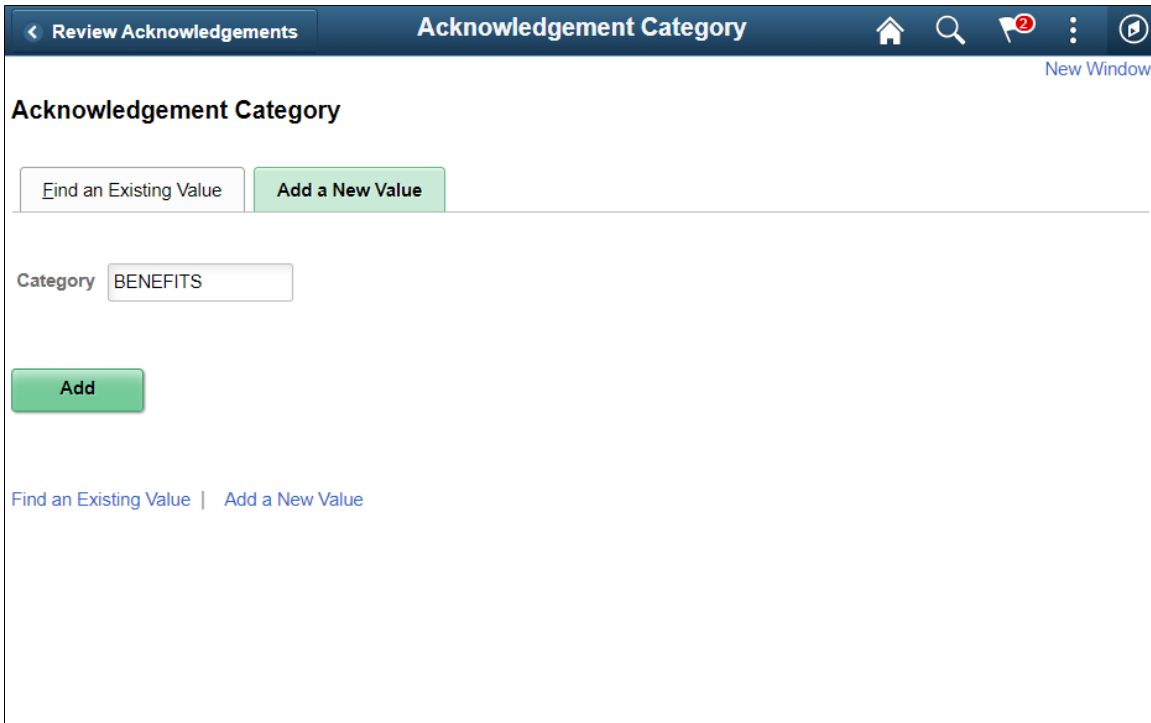 Review Acknowledgements Acknowledgement Category 2
New Window
Acknowledgement Category
Find an Existing Value Add a New Value
Category BENEFITS
Add
Find an Existing Value | Add a New Value